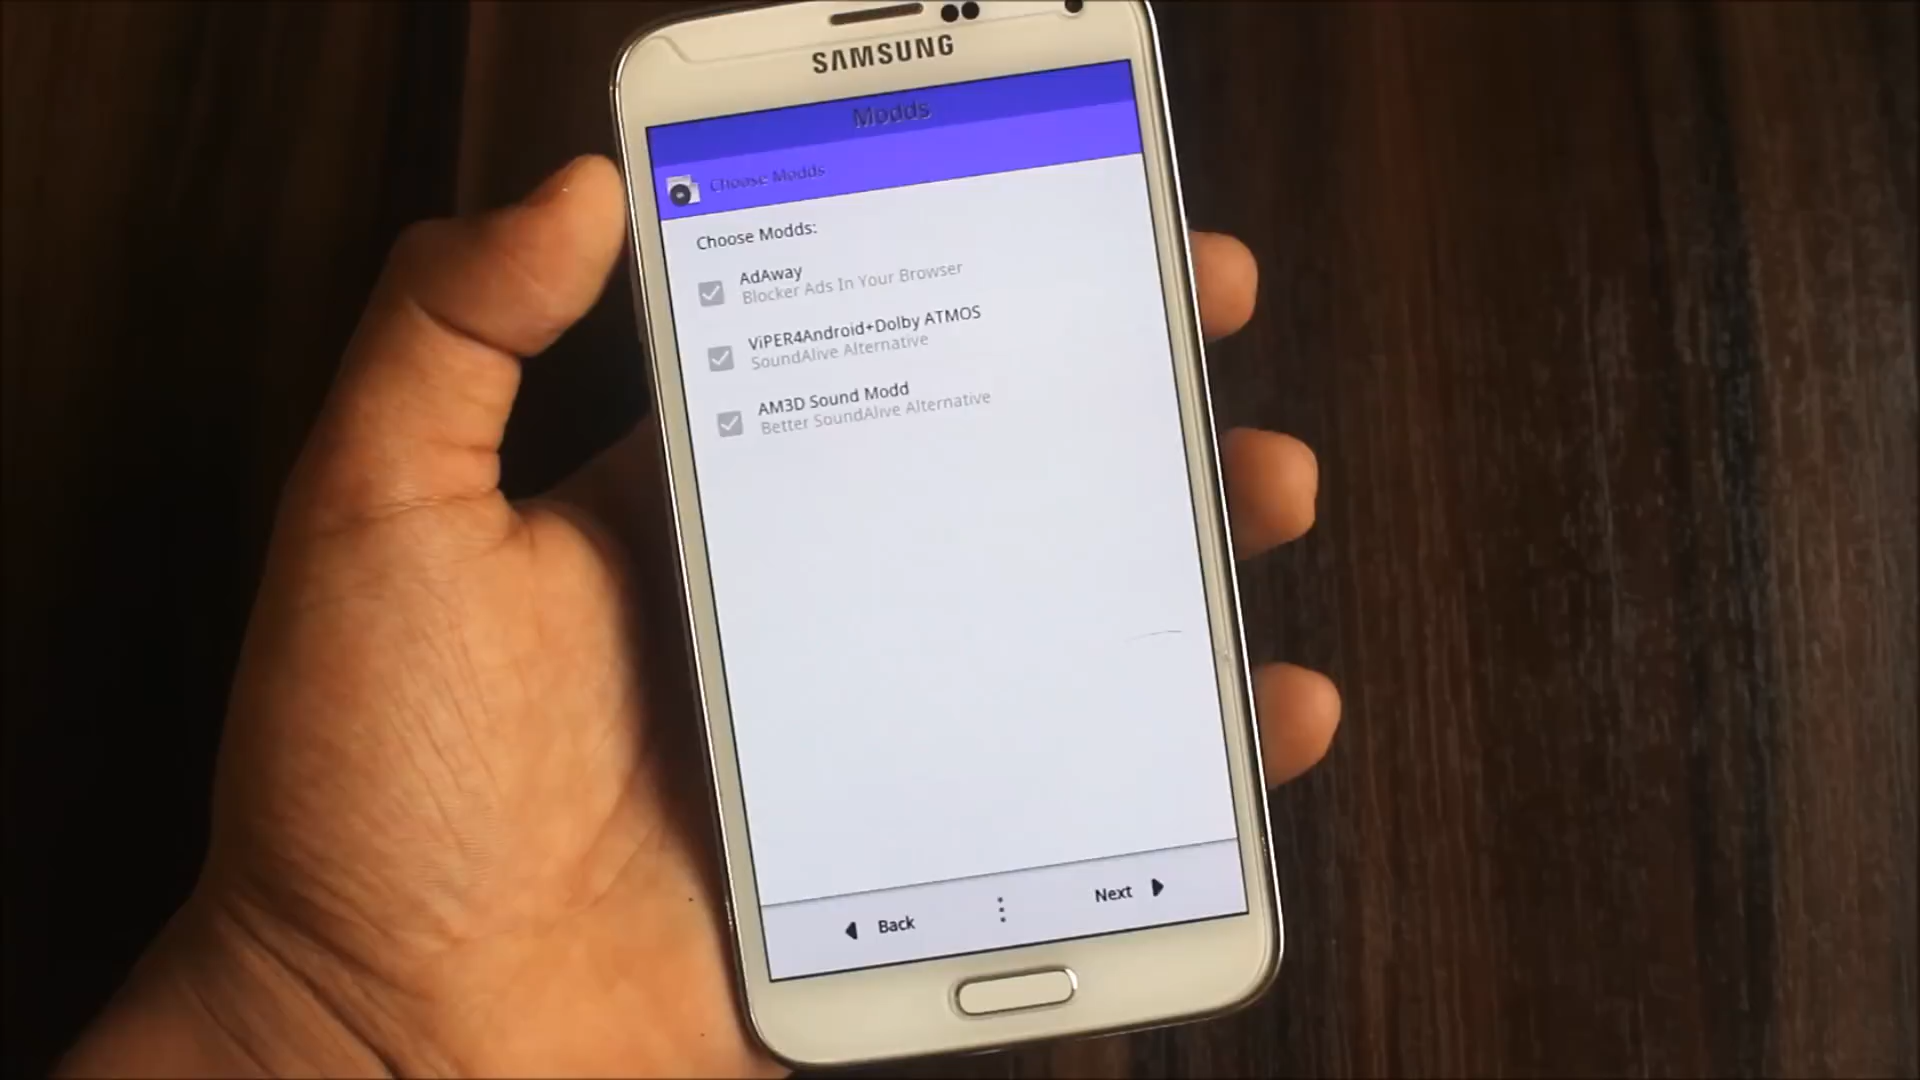 SAMSUNG
Modds
Choose Modds
Choose Modds:
AdAway
Blocker Ads In Your Browser
ViPER4Android+Dolby ATMOS
SoundAlive Alternative
AM3D Sound Modd
Better SoundAlive Alternative
Back
Next